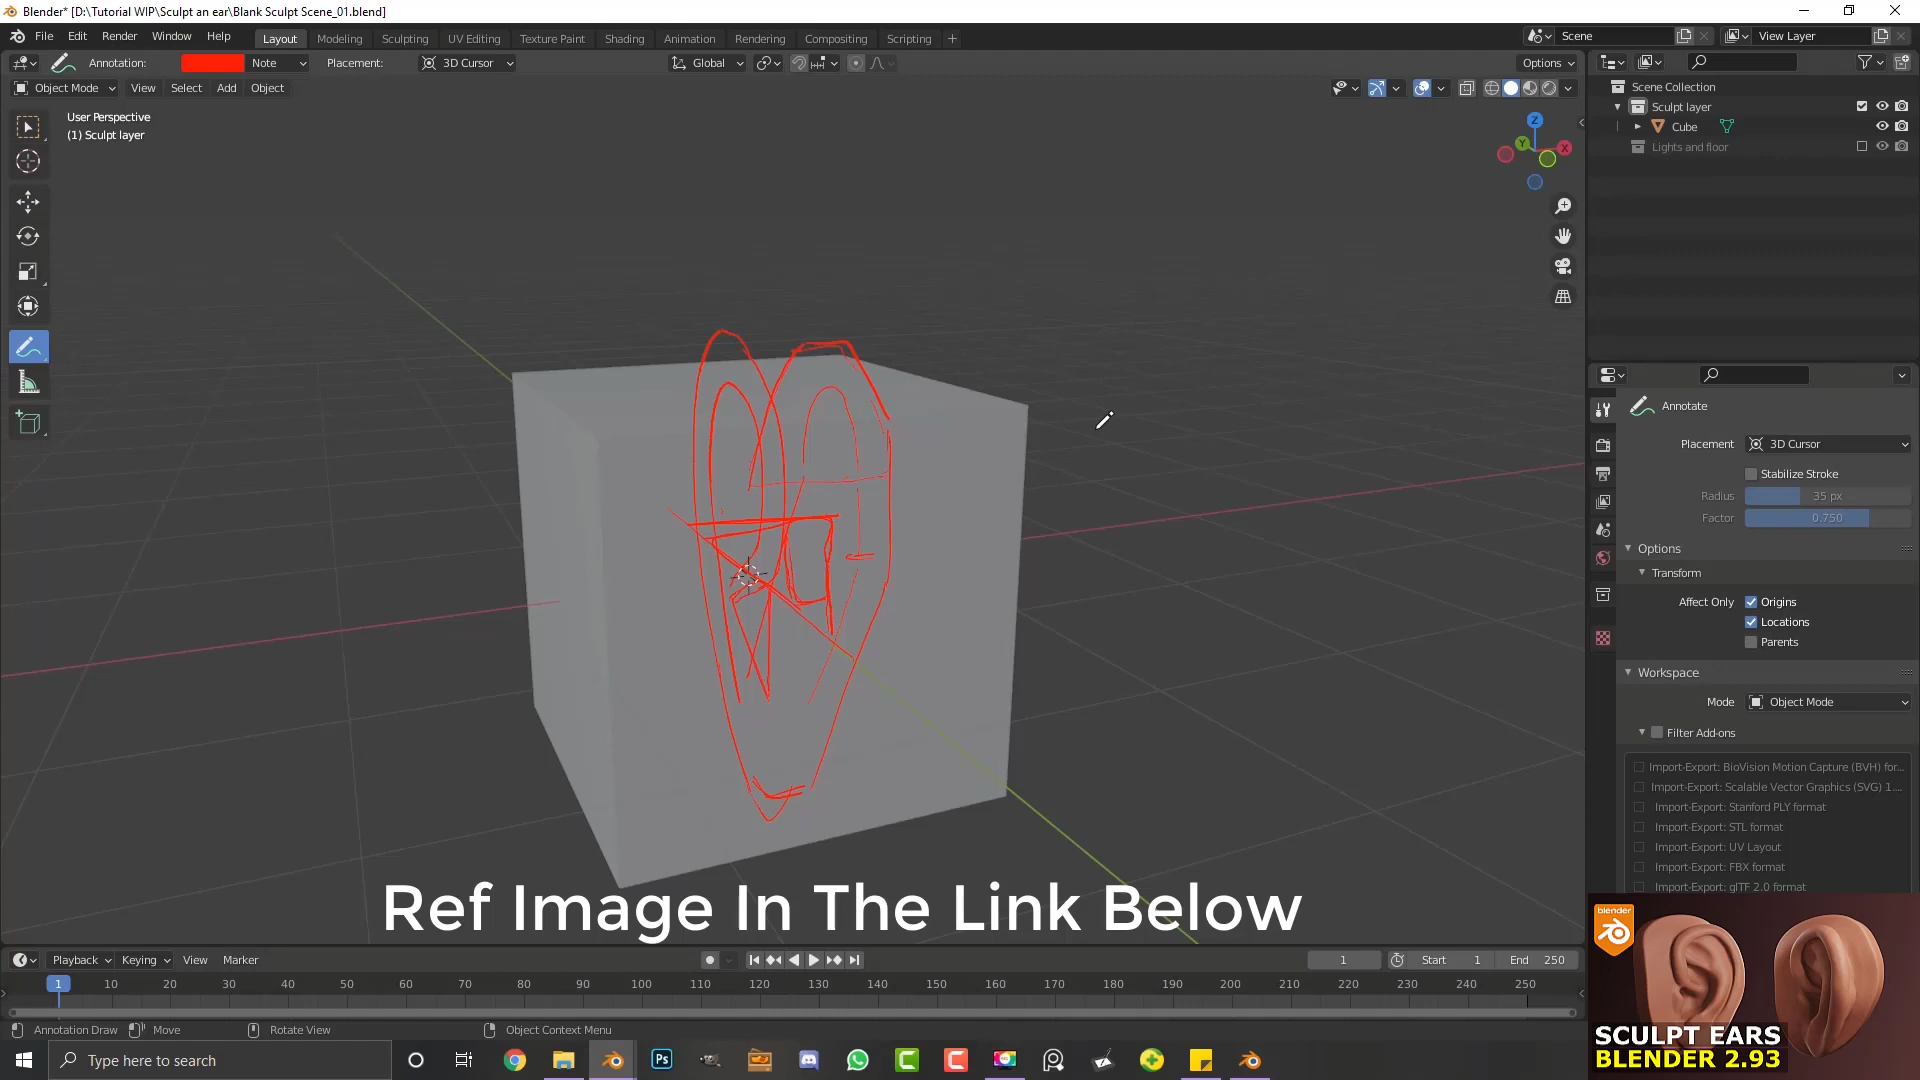 Blender* [D:\Tutorial WIP\Sculpt an ear\Blank Sculpt Scene_01.blend]
File Edit Render Window Help Layout Modeling Sculpting UV Editing Texture Paint Shading Animation Rendering Compositing Scripting + Scene View Layer
Annotation: Note Placement: 3D Cursor Global Options
Object Mode View Select Add Object
User Perspective
(1) Sculpt layer
Z
Y
X
Scene Collection
Sculpt layer
Cube
Lights and floor
Annotate
Placement 3D Cursor
Stabilize Stroke
Radius 35 px
Factor 0.750
Options
Transform
Affect Only Origins
Locations
Parents
Workspace
Mode Object Mode
Filter Add-ons
Import-Export: BioVision Motion Capture (BVH) for...
Import-Export: Scalable Vector Graphics (SVG) 1....
Import-Export: Stanford PLY format
Import-Export: STL format
Import-Export: UV Layout
Import-Export: FBX format
Import-Export: glTF 2.0 format
Ref Image In The Link Below
Playback Keying View Marker 1 Start 1 End 250
1 10 20 30 40 50 60 70 80 90 100 110 120 130 140 150 160 170 180 190 200 210 220 230 240 250
Annotation Draw Move Rotate View Object Context Menu
Type here to search
Ps
blender
SCULPT EARS
BLENDER 2.93